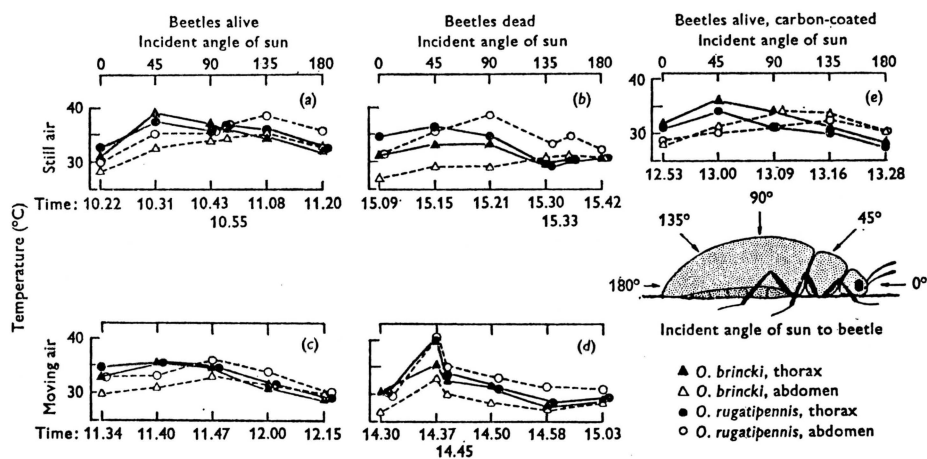 Beetles alive
Incident angle of sun
0 45 90 135 180
Beetles dead
Incident angle of sun
0 45 90 135 180
Beetles alive, carbon-coated
Incident angle of sun
0 45 90 135 180
Temperature (°C)
Still air
40
30
(a)
Time: 10.22 10.31 10.43 11.08 11.20
10.55
(b)
15.09 15.15 15.21 15.30 15.42
15.33
40
30
(e)
12.53 13.00 13.09 13.16 13.28
90°
135° 45°
180° 0°
Incident angle of sun to beetle
Moving air
40
30
(c)
Time: 11.34 11.40 11.47 12.00 12.15
(d)
14.30 14.37 14.50 14.58 15.03
14.45
O. brincki, thorax
O. brincki, abdomen
O. rugatipennis, thorax
O. rugatipennis, abdomen